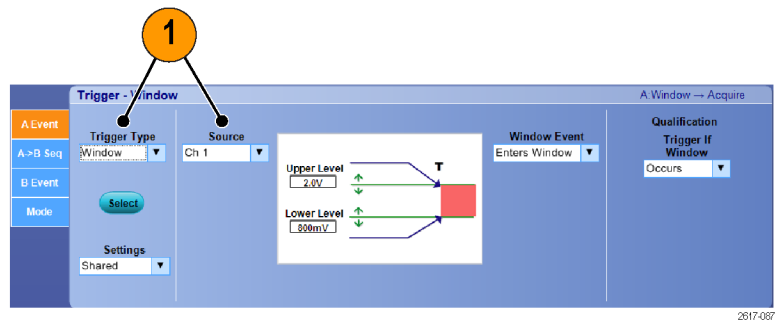 1
Trigger - Window
A Window → Acquire
A Event
A->B Seq
B Event
Mode
Trigger Type
Window
Select
Settings
Shared
Source
Ch 1
Upper Level
2.0V
Lower Level
800mV
T
Window Event
Enters Window
Qualification
Trigger If
Window
Occurs
2617-087